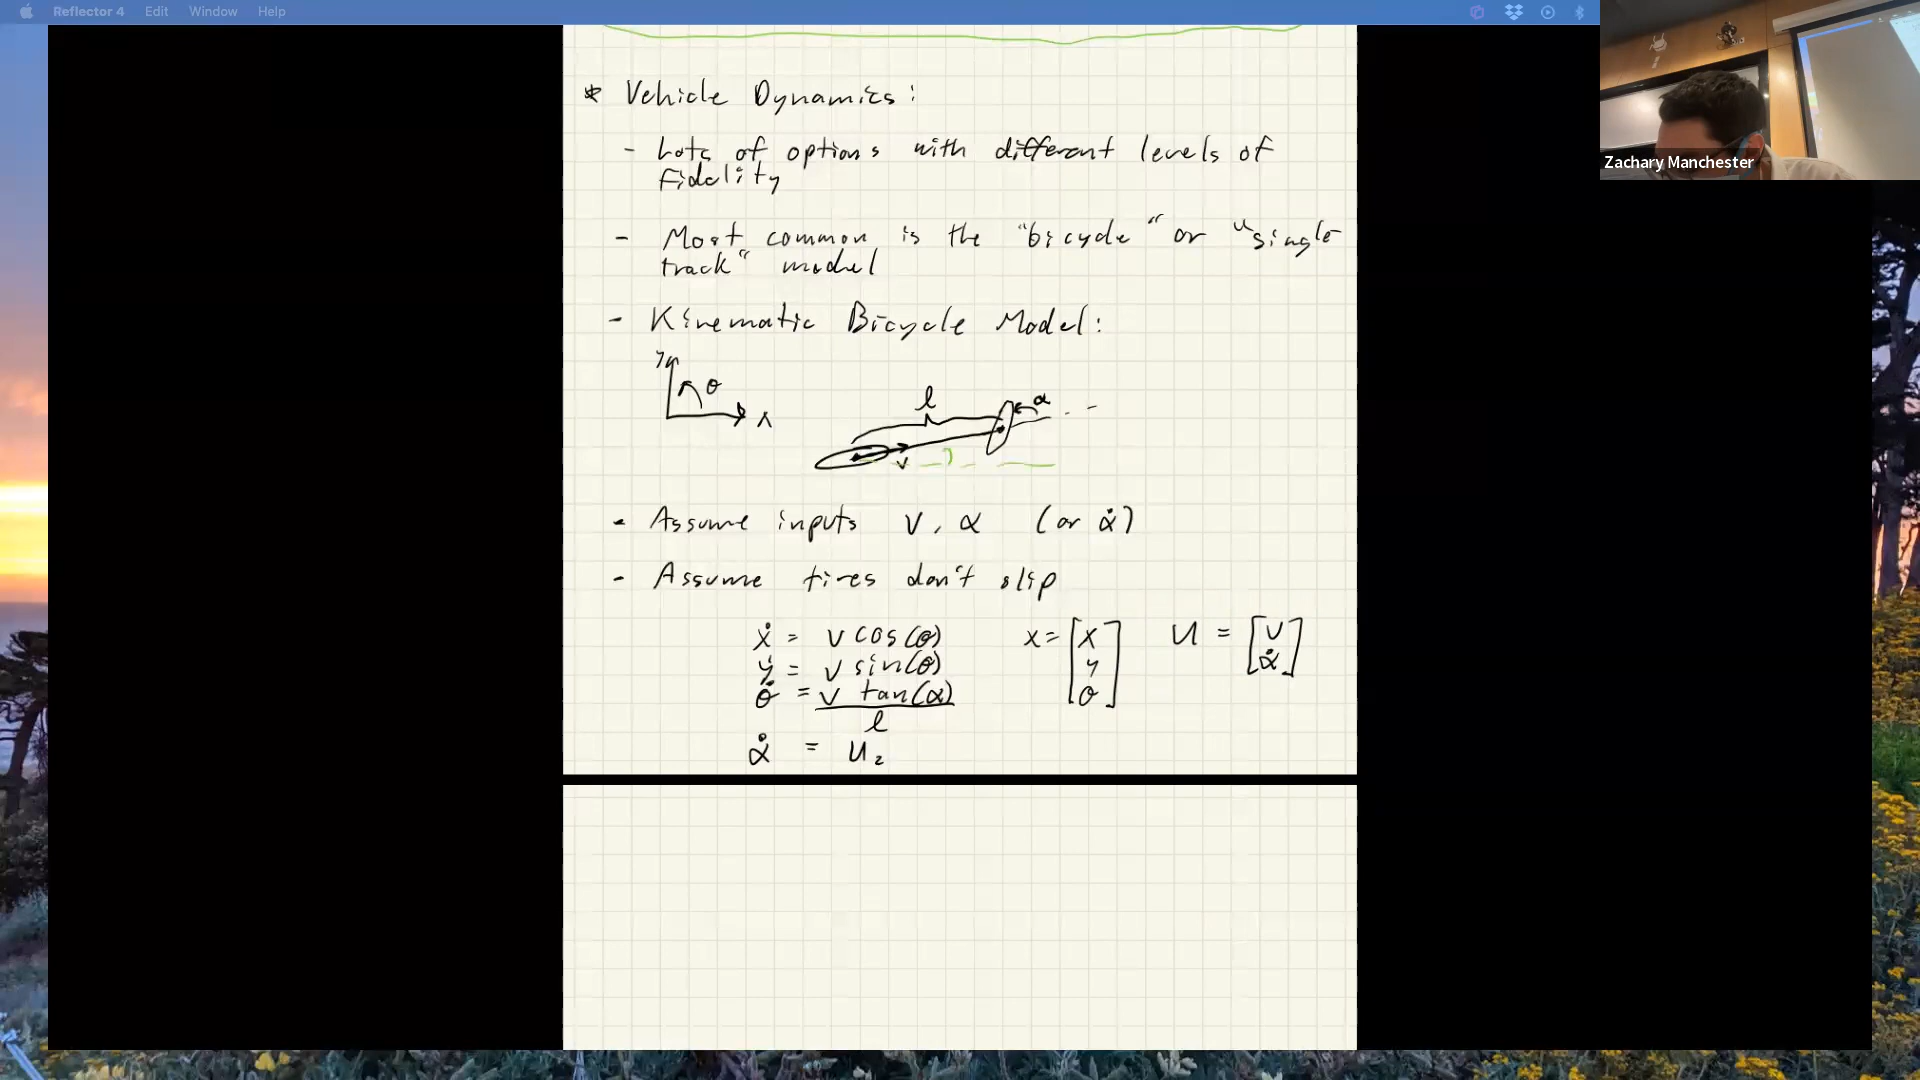 Reflector 4 Edit Window Help
Zachary Manchester
* Vehicle Dynamics:
- Lots of options with different levels of
fidelity
- Most common is the "bicycle" or "single
track" model
- Kinematic Bicycle Model:
y
θ
x
l
α
v
- Assume inputs v, α (or α̇)
- Assume tires don't slip
ẋ = v cos(θ) x = [x
ẏ = v sin(θ) y
θ̇ = v tan(α) θ] u = [v
l α̇]
α̇ = u₂